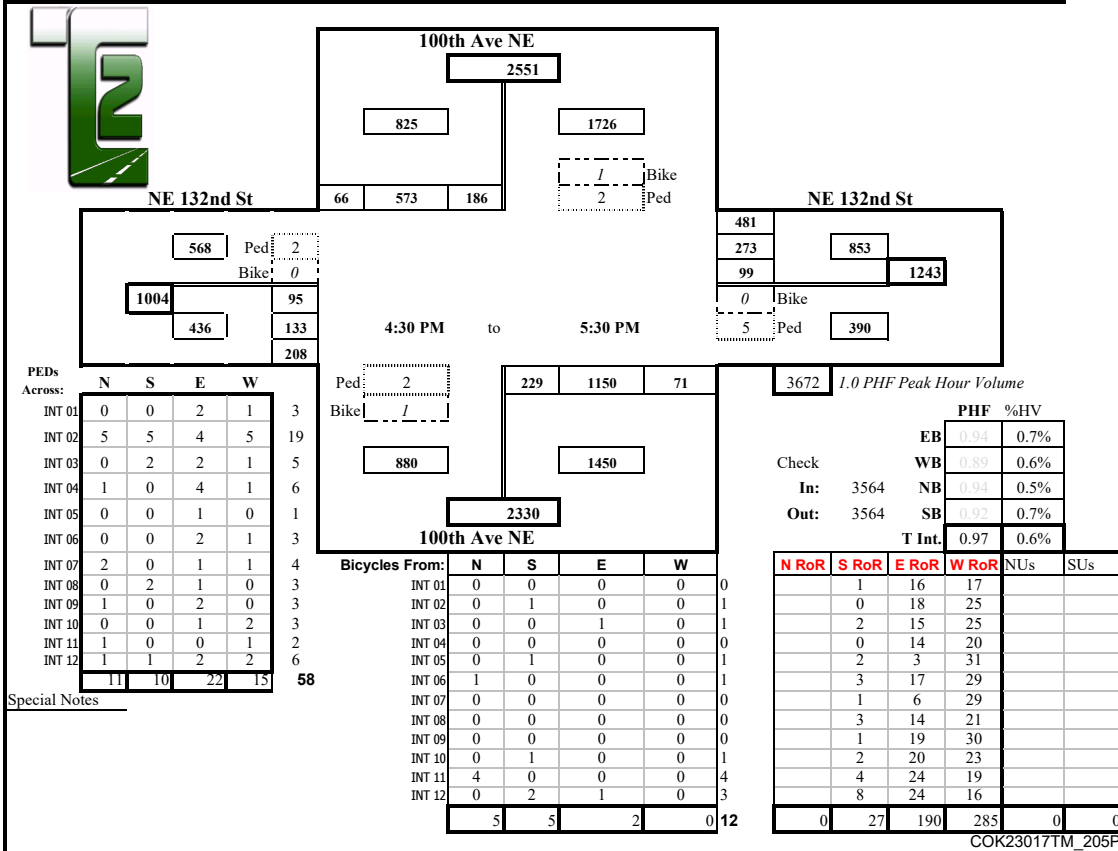 T2
100th Ave NE
2551
825 1726
1 Bike
NE 132nd St 66 573 186 2 Ped NE 132nd St
481
568 Ped 2 273 853
Bike 0 99 1243
1004 95 0 Bike
436 133 4:30 PM to 5:30 PM 5 Ped 390
208
PEDs Across: N S E W
Ped 2 229 1150 71 3672 1.0 PHF Peak Hour Volume
Bike 1
PHF %HV
EB 0.94 0.7%
880 1450 Check WB 0.89 0.6%
In: 3564 NB 0.94 0.5%
2330 Out: 3564 SB 0.92 0.7%
100th Ave NE T Int. 0.97 0.6%
INT 01 0 0 2 1 3
INT 02 5 5 4 5 19
INT 03 0 2 2 1 5
INT 04 1 0 4 1 6
INT 05 0 0 1 0 1
INT 06 0 0 2 1 3
INT 07 2 0 1 1 4
INT 08 0 2 1 0 3
INT 09 1 0 2 0 3
INT 10 0 0 1 2 3
INT 11 1 0 0 1 2
INT 12 1 1 2 2 6
11 10 22 15 58
Special Notes
Bicycles From: N S E W
INT 01 0 0 0 0 0
INT 02 0 1 0 0 1
INT 03 0 0 1 0 1
INT 04 0 0 0 0 0
INT 05 0 1 0 0 1
INT 06 1 0 0 0 1
INT 07 0 0 0 0 0
INT 08 0 0 0 0 0
INT 09 0 0 0 0 0
INT 10 0 1 0 0 1
INT 11 4 0 0 0 4
INT 12 0 2 1 0 3
5 5 2 0 12
N RoR S RoR E RoR W RoR NUs SUs
1 16 17
0 18 25
2 15 25
0 14 20
2 3 31
3 17 29
1 6 29
3 14 21
1 19 30
2 20 23
4 24 19
8 24 16
0 27 190 285 0 0
COK23017TM_205P